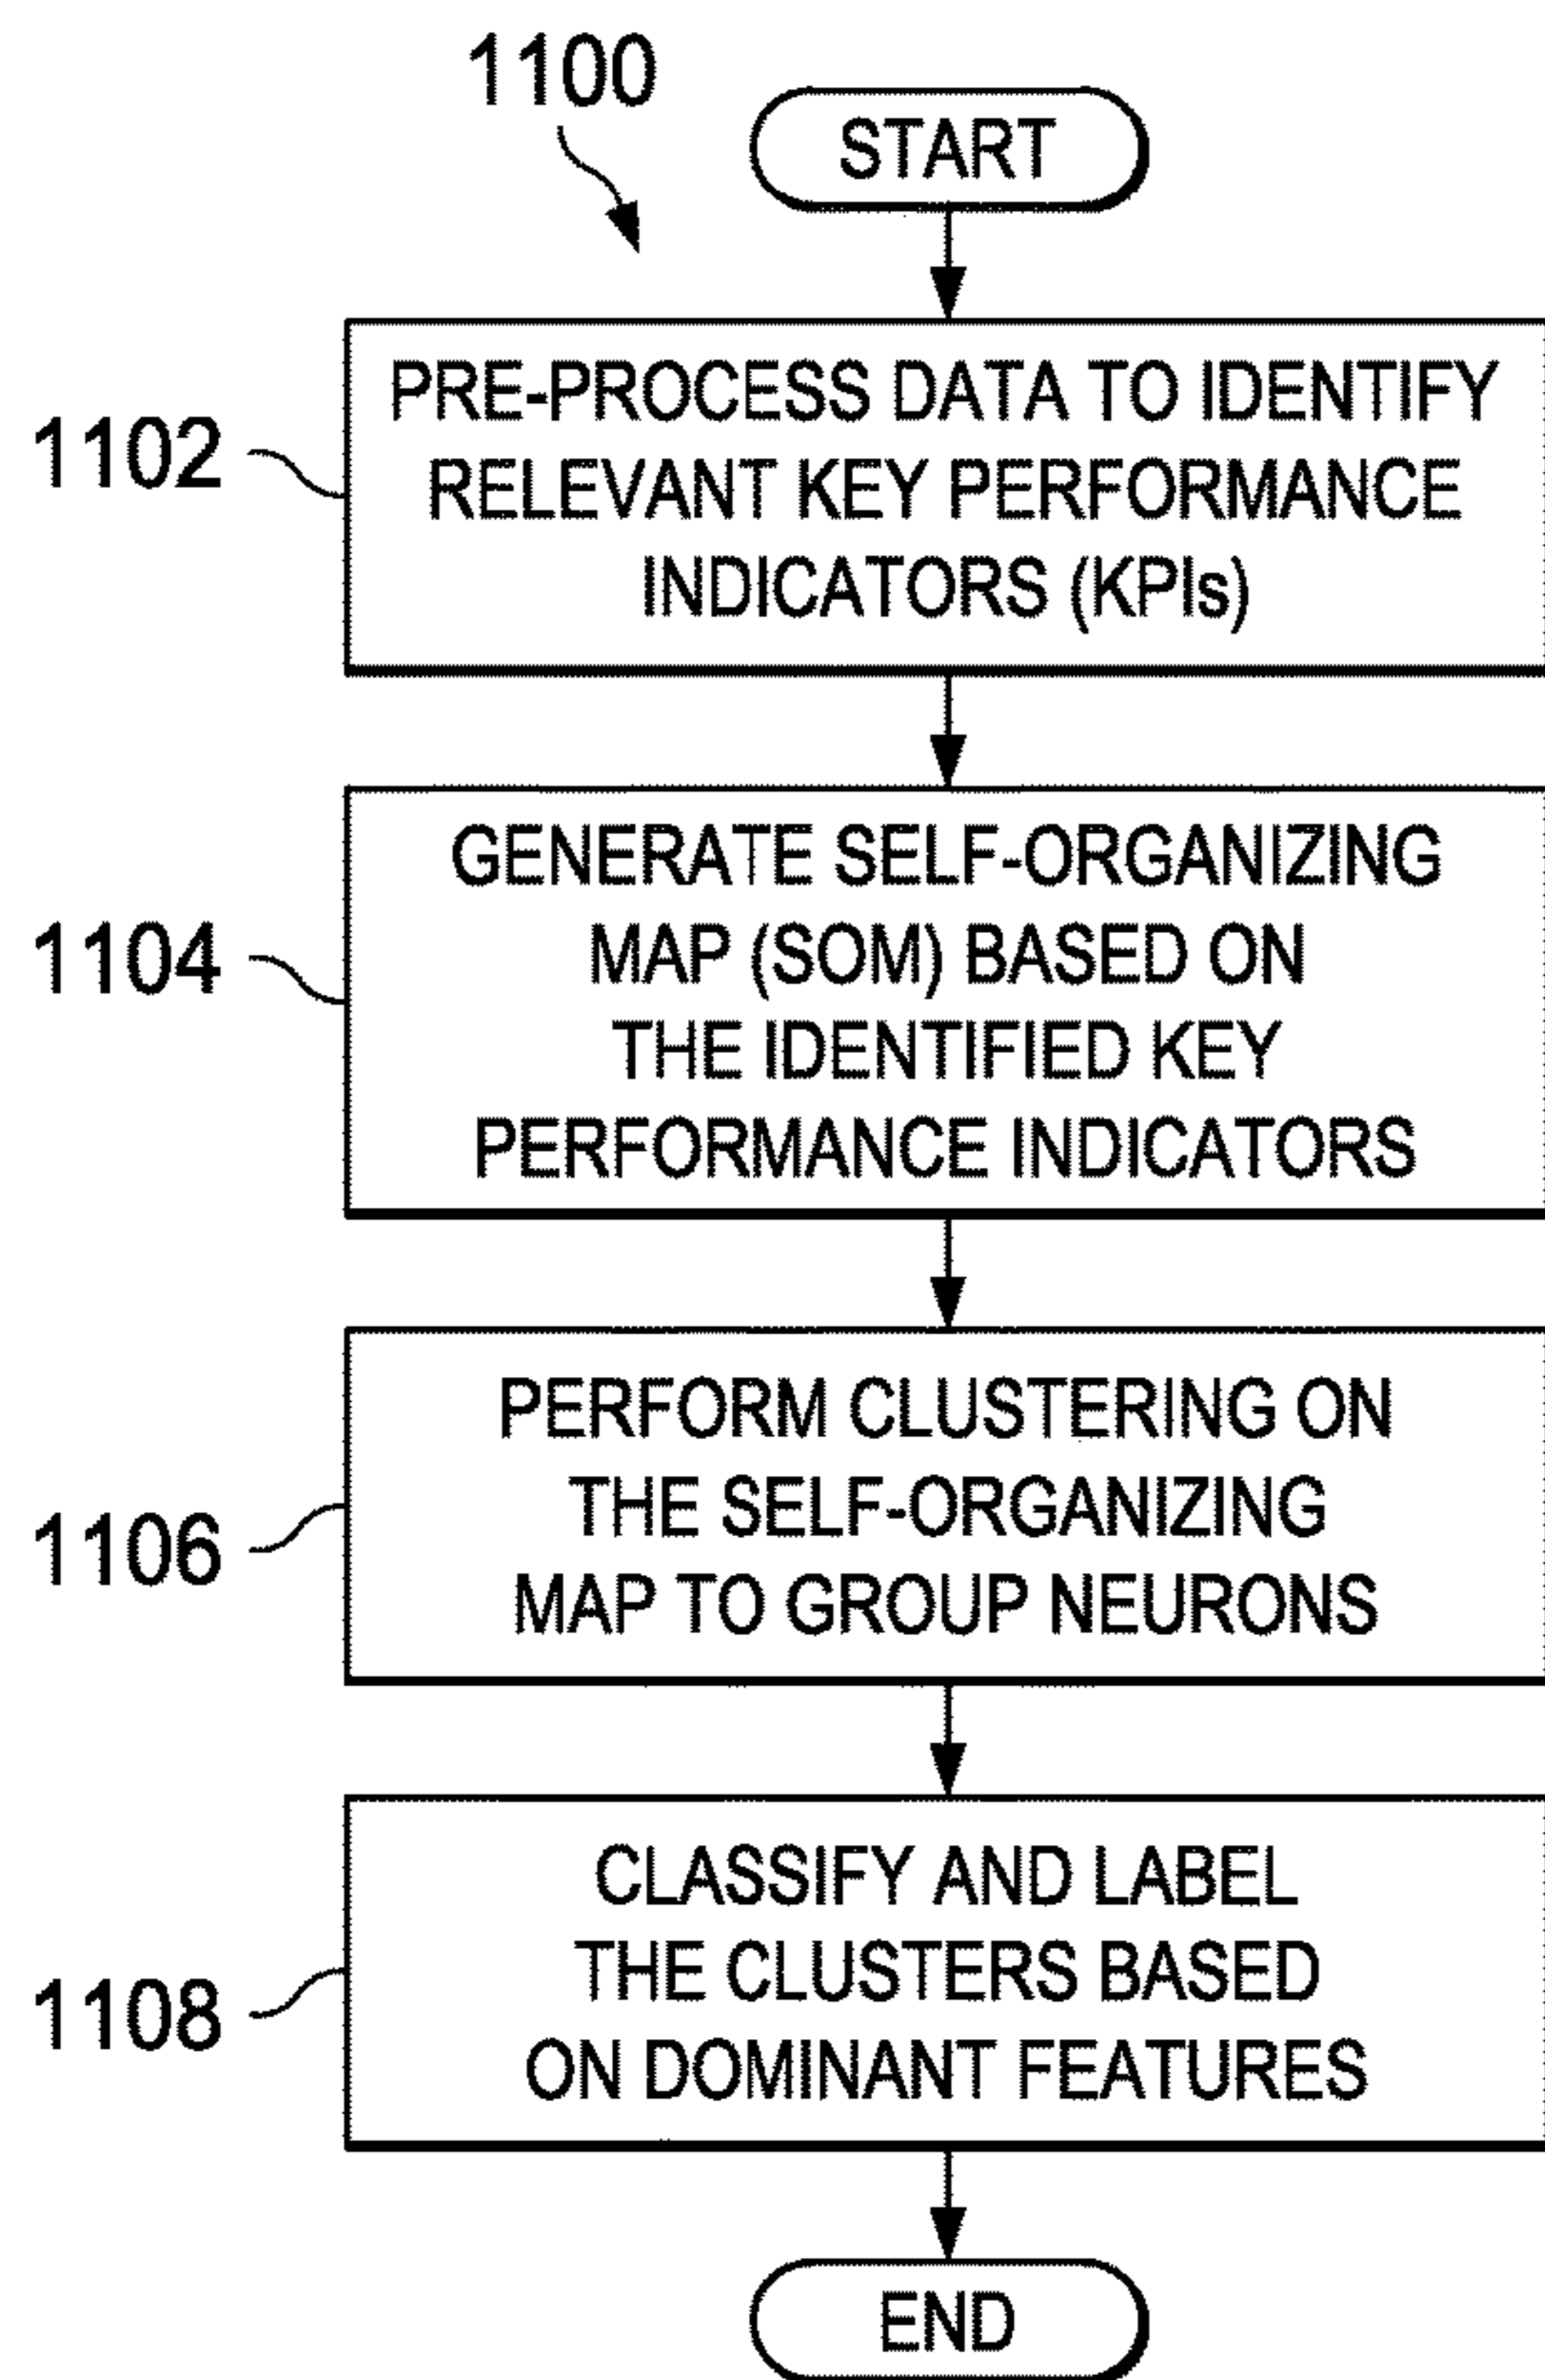 1100
START
1102
PRE-PROCESS DATA TO IDENTIFY
RELEVANT KEY PERFORMANCE
INDICATORS (KPIs)
1104
GENERATE SELF-ORGANIZING
MAP (SOM) BASED ON
THE IDENTIFIED KEY
PERFORMANCE INDICATORS
1106
PERFORM CLUSTERING ON
THE SELF-ORGANIZING
MAP TO GROUP NEURONS
1108
CLASSIFY AND LABEL
THE CLUSTERS BASED
ON DOMINANT FEATURES
END